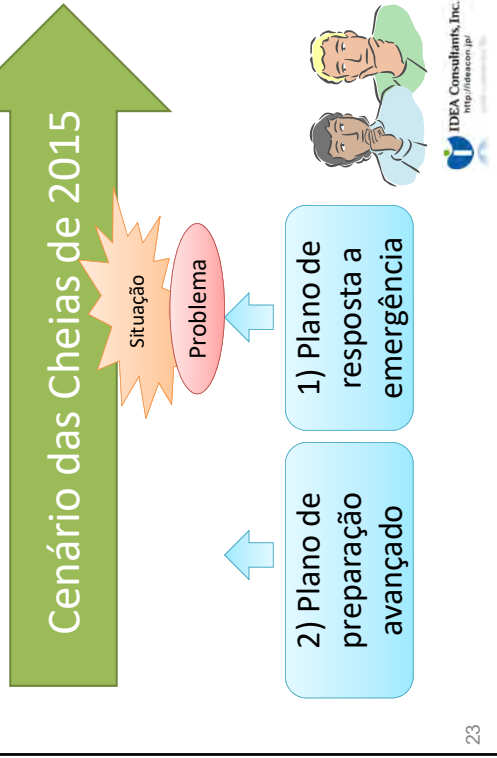 Cenário das Cheias de 2015
Situação
Problema
2) Plano de
preparação
avançado
1) Plano de
resposta a
emergência
IDEA Consultants, Inc.
http://ideacon.jp/
23